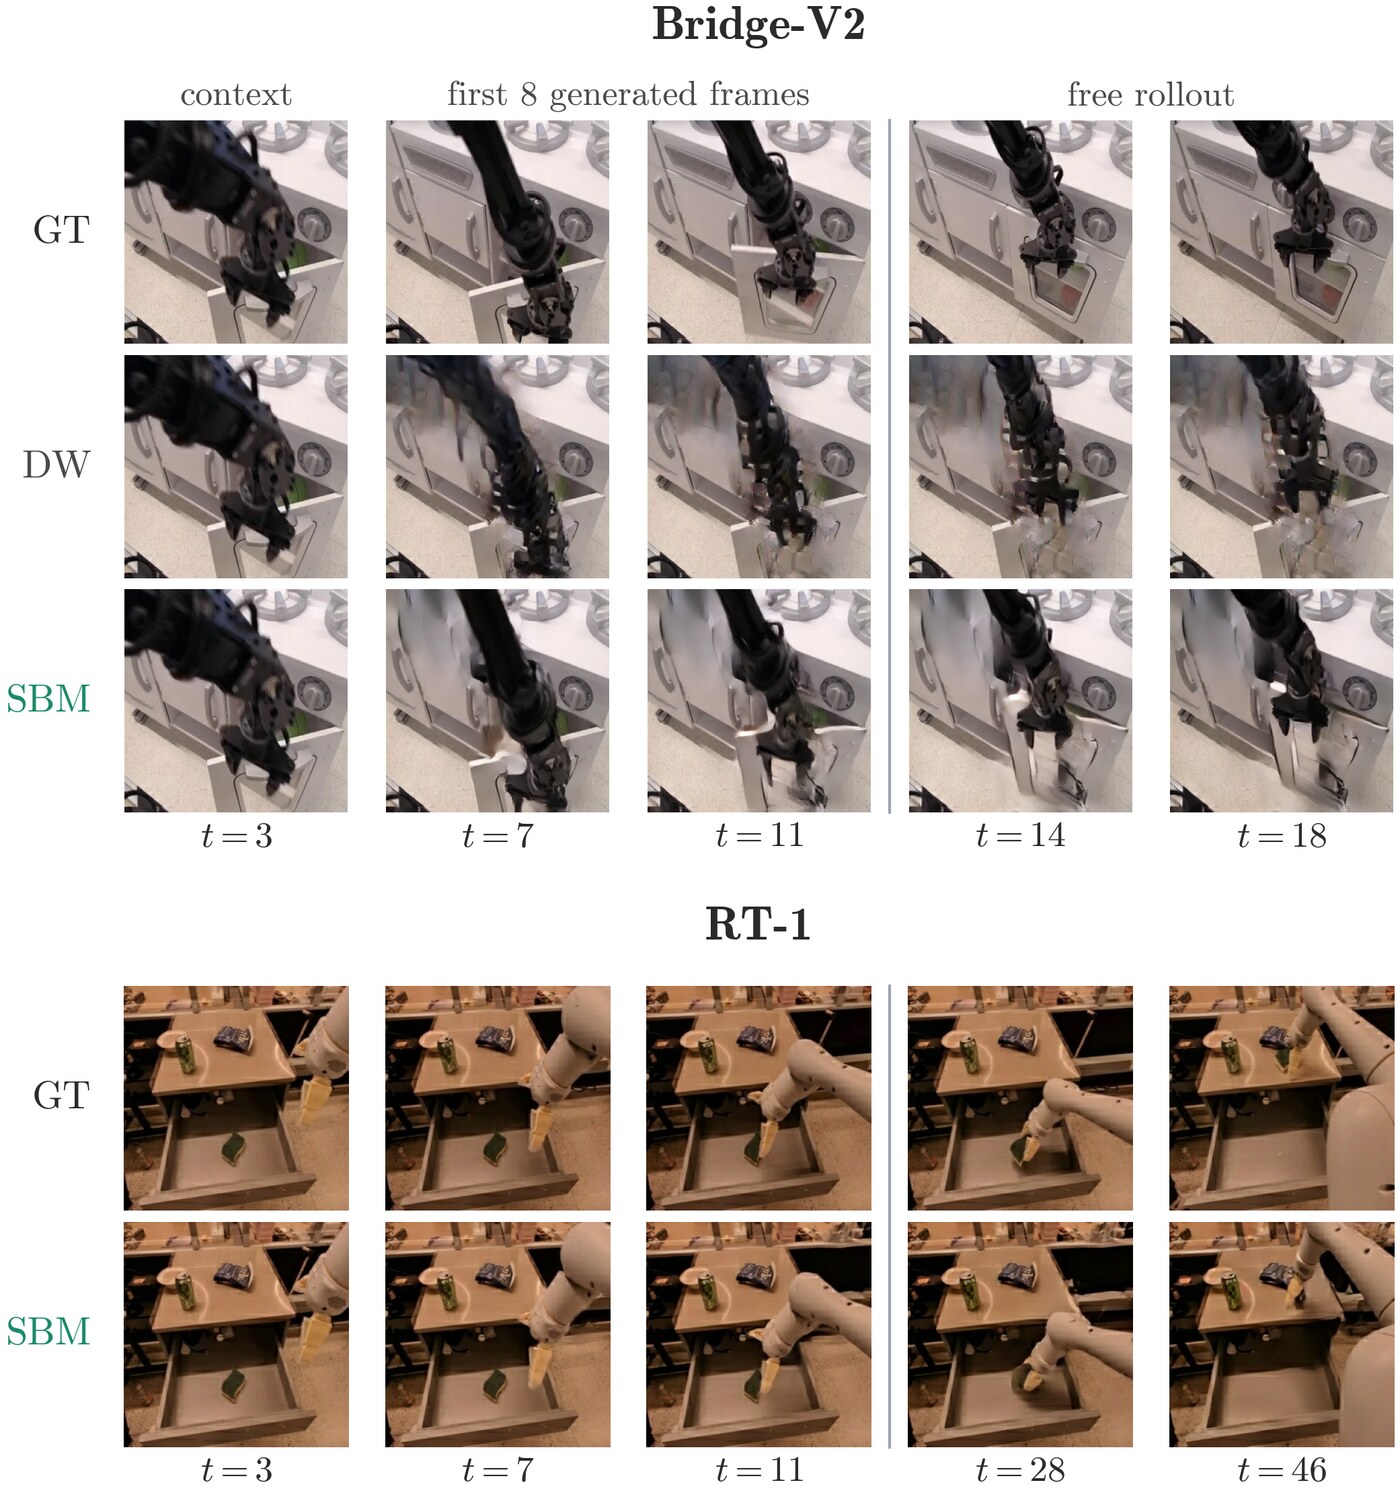 Bridge-V2
context first 8 generated frames free rollout
GT
DW
SBM
t = 3 t = 7 t = 11 t = 14 t = 18
RT-1
GT
SBM
t = 3 t = 7 t = 11 t = 28 t = 46